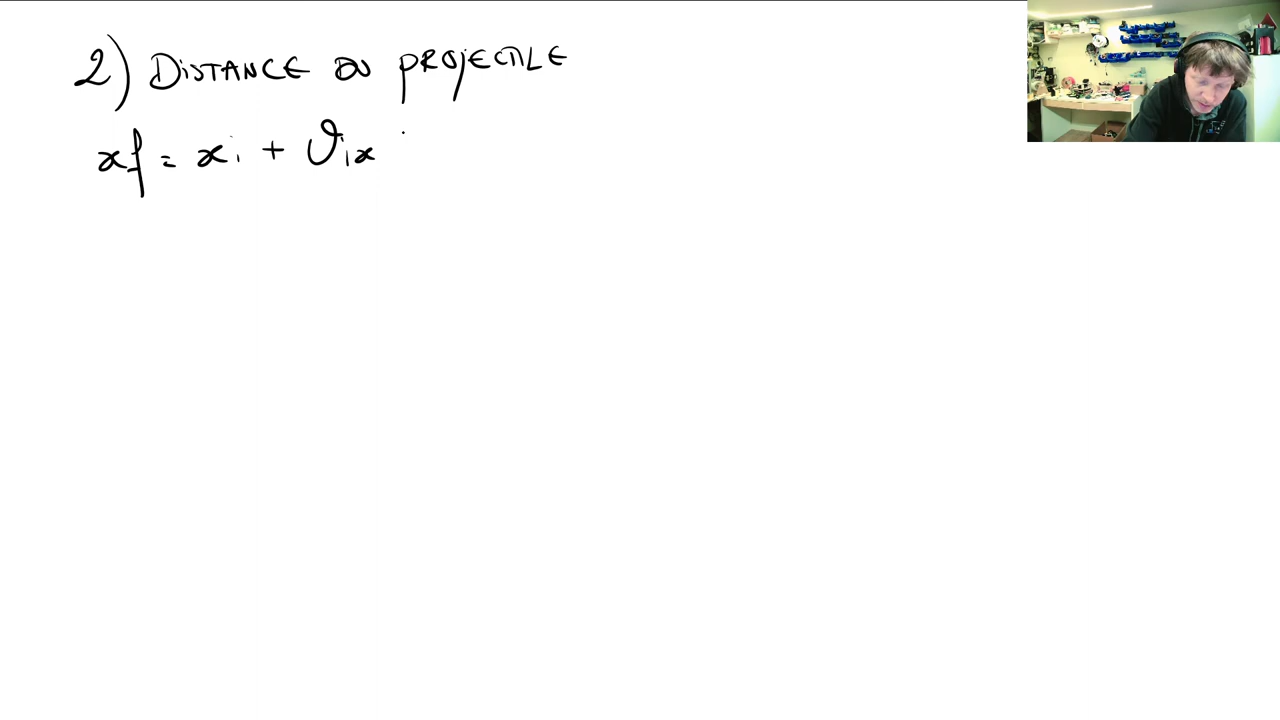 2) DISTANCE DU PROJECTILE
xf = xi + vix